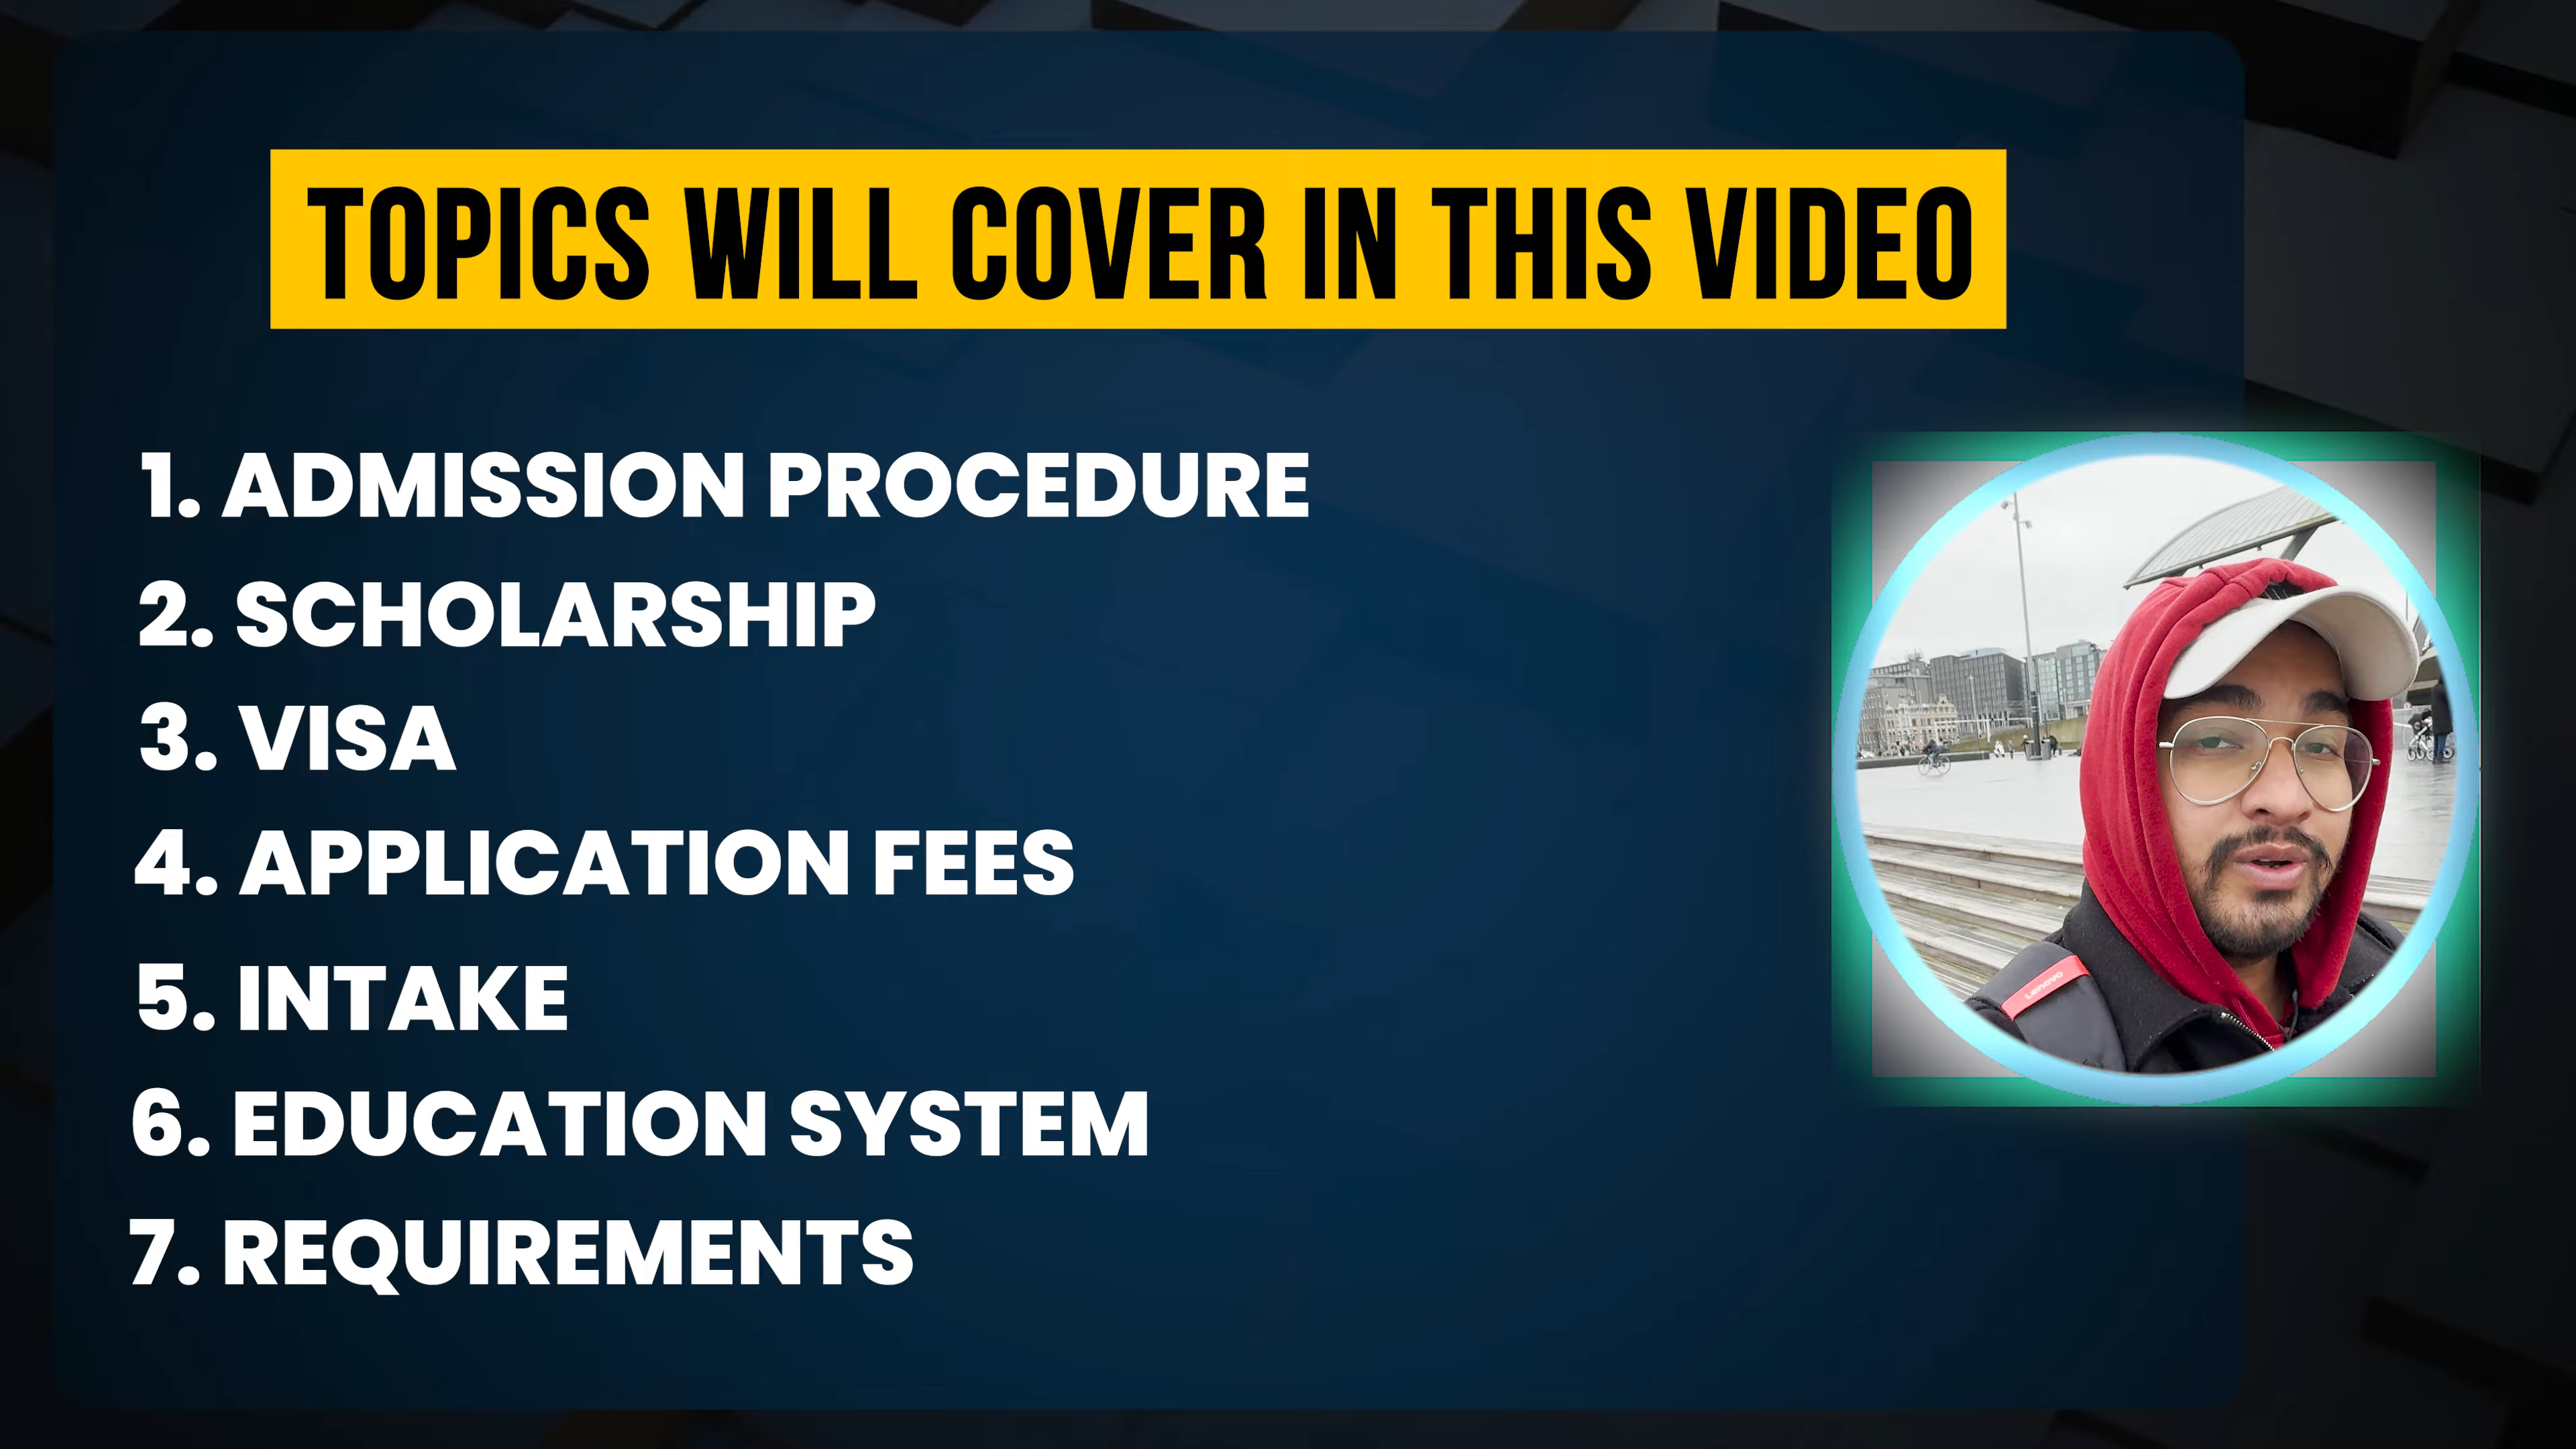 TOPICS WILL COVER IN THIS VIDEO
1. ADMISSION PROCEDURE
2. SCHOLARSHIP
3. VISA
4. APPLICATION FEES
5. INTAKE
6. EDUCATION SYSTEM
7. REQUIREMENTS
Lenovo